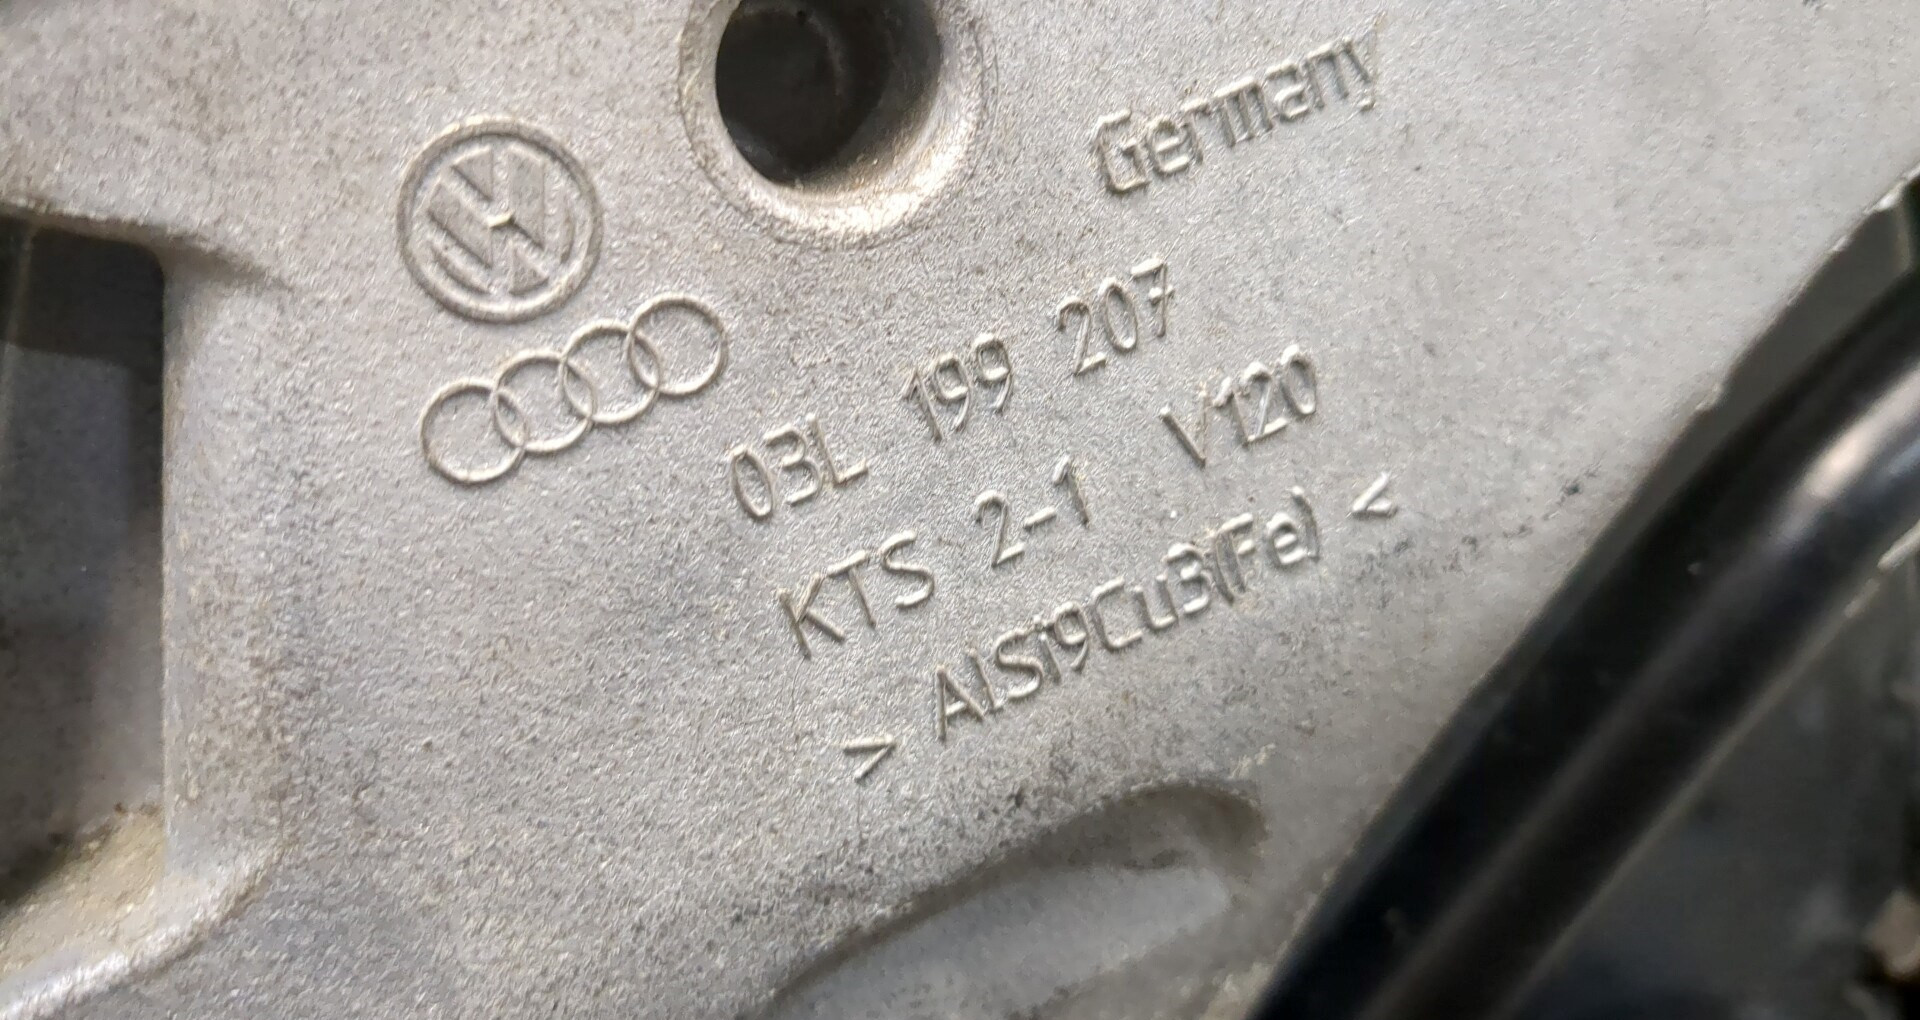 Germany
03L 199 207
KTS 2-1 V120
> AlSi9Cu3(Fe) <